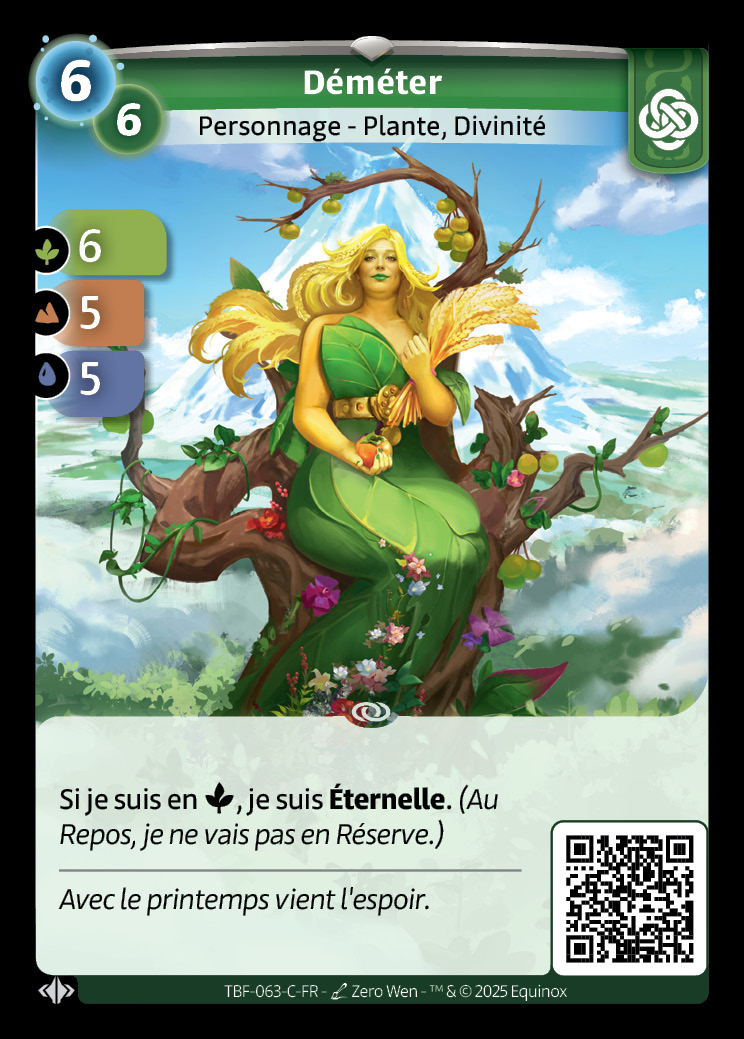 6
Déméter
6
Personnage - Plante, Divinité
6
5
5
Si je suis en , je suis Éternelle. (Au
Repos, je ne vais pas en Réserve.)
Avec le printemps vient l'espoir.
TBF-063-C-FR - Zero Wen - ™ & © 2025 Equinox